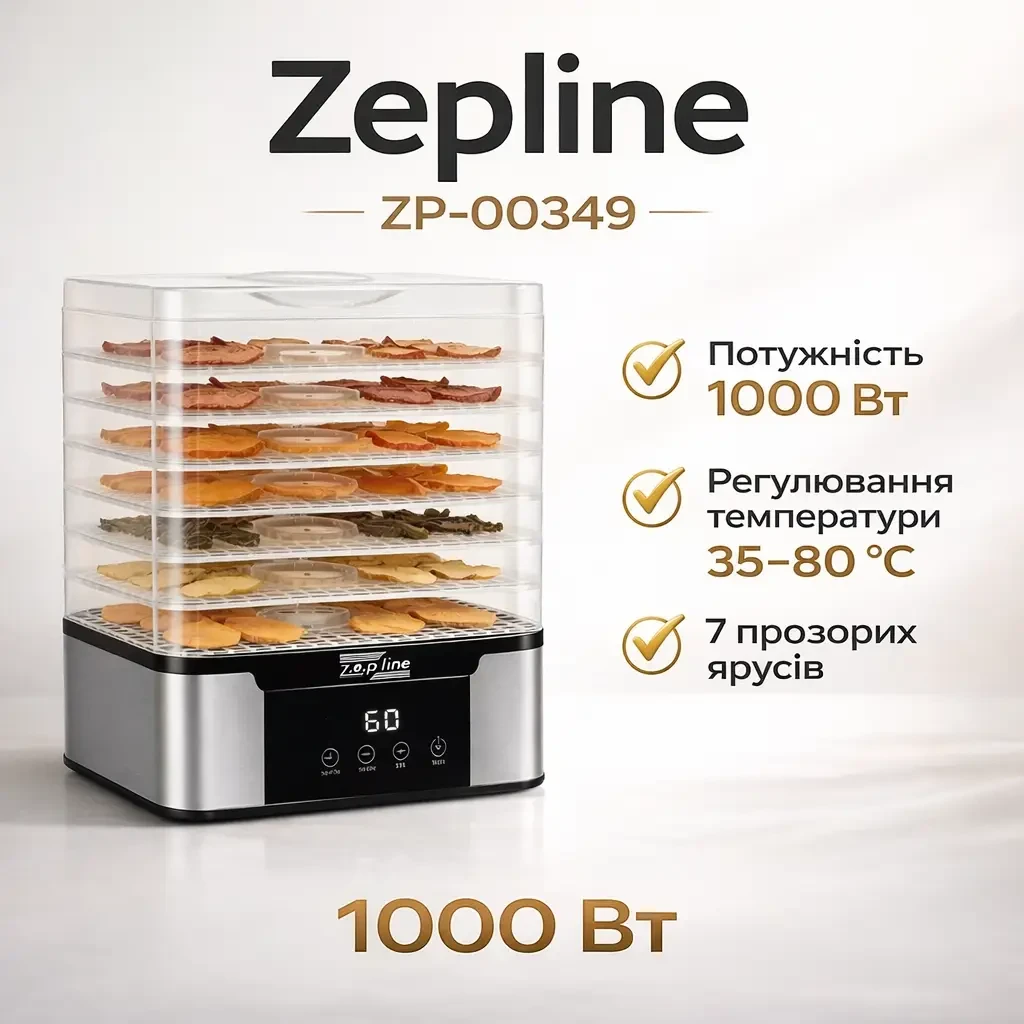 Zepline
ZP-00349
Потужність
1000 Вт
Регулювання
температури
35–80 °C
7 прозорих
ярусів
Zepline
60
1000 Вт